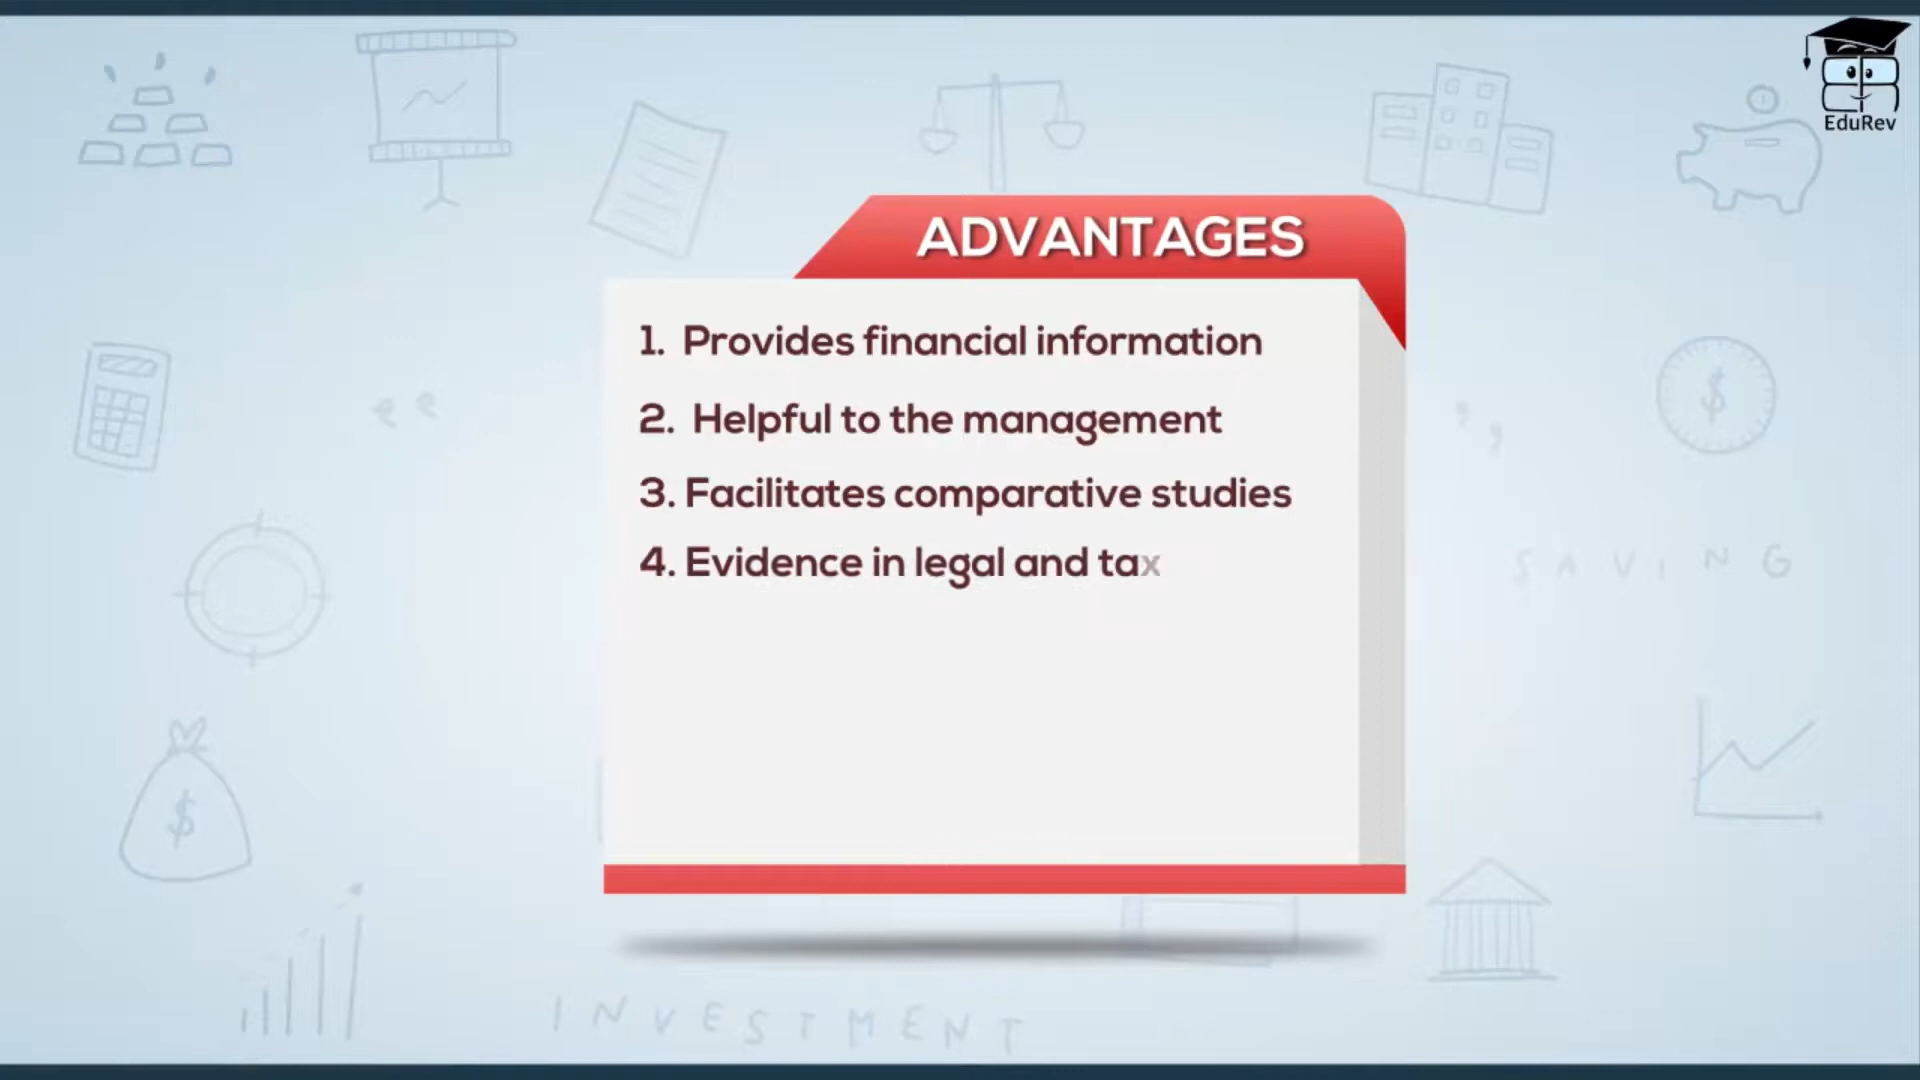 EduRev
ADVANTAGES
1. Provides financial information
2. Helpful to the management
3. Facilitates comparative studies
4. Evidence in legal and tax
SAVING
INVESTMENT
$
$